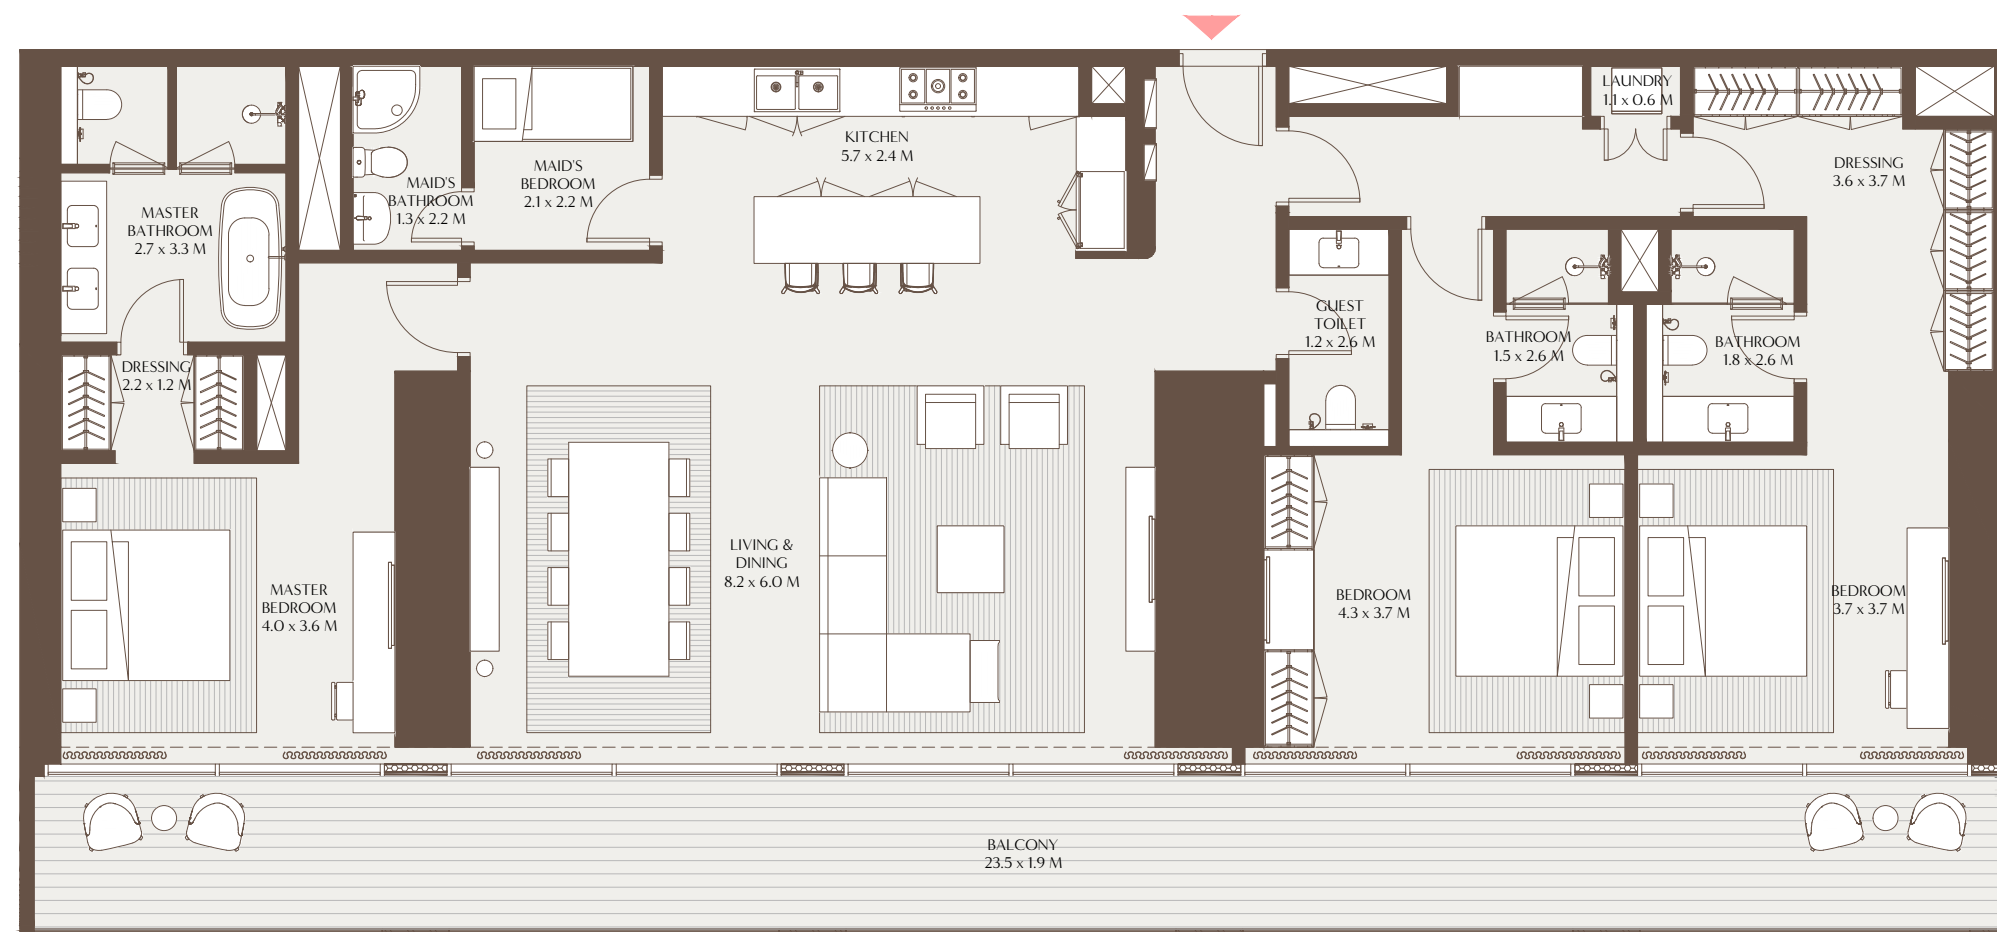 LAUNDRY
1.1 x 0.6 M
KITCHEN
5.7 x 2.4 M
MAID'S
BEDROOM
2.1 x 2.2 M
MAID'S
BATHROOM
1.3 x 2.2 M
DRESSING
3.6 x 3.7 M
MASTER
BATHROOM
2.7 x 3.3 M
GUEST
TOILET
1.2 x 2.6 M
BATHROOM
1.5 x 2.6 M
BATHROOM
1.8 x 2.6 M
DRESSING
2.2 x 1.2 M
LIVING &
DINING
8.2 x 6.0 M
MASTER
BEDROOM
4.0 x 3.6 M
BEDROOM
4.3 x 3.7 M
BEDROOM
3.7 x 3.7 M
BALCONY
23.5 x 1.9 M